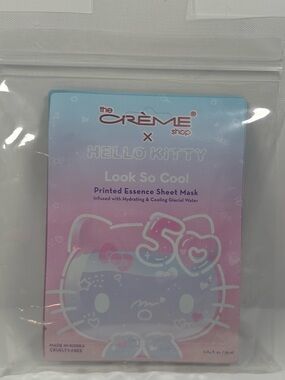 the
CRÈME
shop
X
HELLO KITTY
Look So Cool
Printed Essence Sheet Mask
Infused with Hydrating & Cooling Glacial Water
50
MADE IN KOREA
CRUELTY-FREE